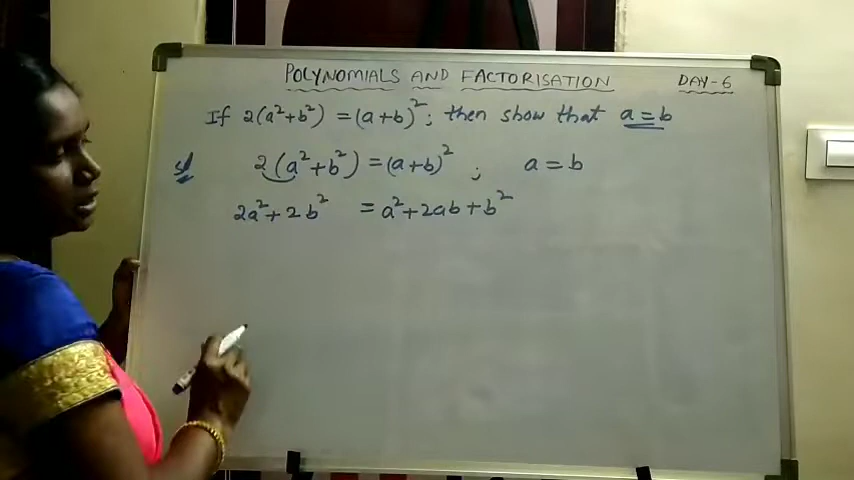 POLYNOMIALS AND FACTORISATION DAY-6
If 2(a²+b²) = (a+b)²; then show that a = b
sol 2(a²+b²) = (a+b)² ; a = b
2a²+2b² = a²+2ab+b²